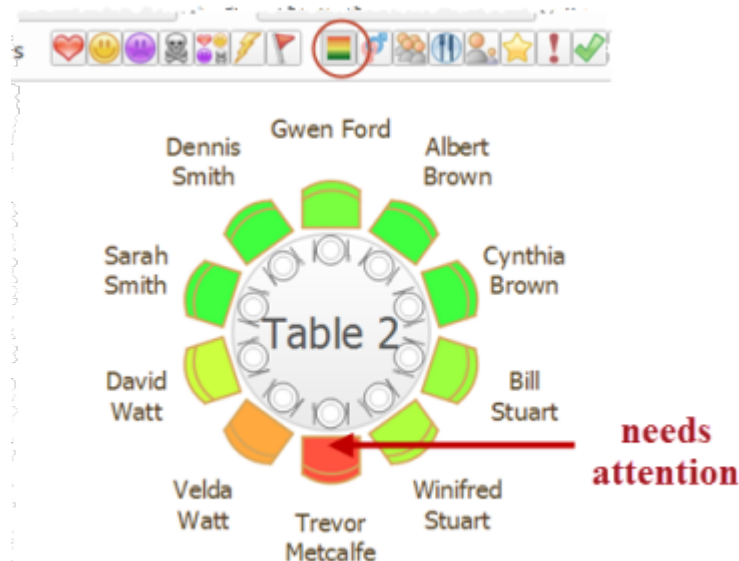 s
Gwen Ford
Dennis
Smith
Albert
Brown
Sarah
Smith
Cynthia
Brown
Table 2
David
Watt
Bill
Stuart
needs
attention
Velda
Watt
Winifred
Stuart
Trevor
Metcalfe